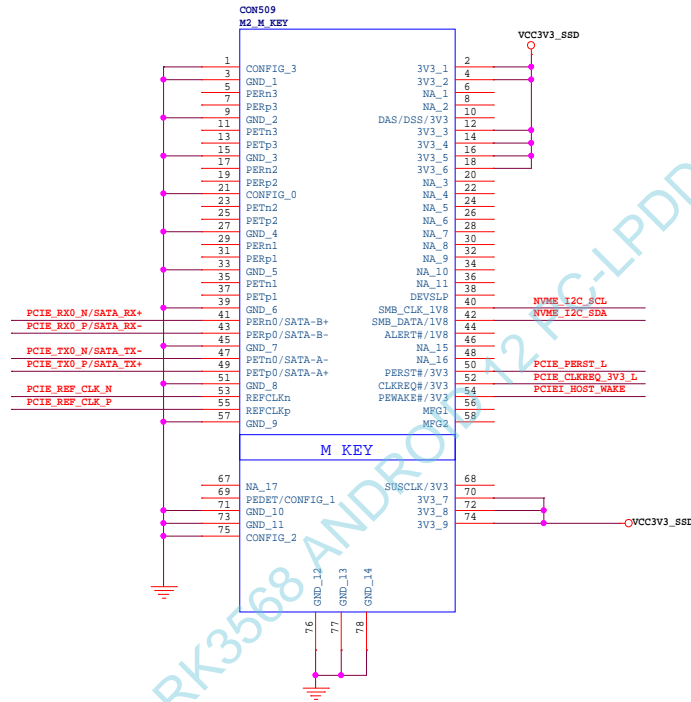 CON509
M2_M_KEY
VCC3V3_SSD
1 CONFIG_3 3V3_1 2
3 GND_1 3V3_2 4
5 PERn3 NA_1 6
7 PERp3 NA_2 8
9 GND_2 DAS/DSS/3V3 10
11 PETn3 3V3_3 12
13 PETp3 3V3_4 14
15 GND_3 3V3_5 16
17 PERn2 3V3_6 18
19 PERp2 NA_3 20
21 CONFIG_0 NA_4 22
23 PETn2 NA_5 24
25 PETp2 NA_6 26
27 GND_4 NA_7 28
29 PERn1 NA_8 30
31 PERp1 NA_9 32
33 GND_5 NA_10 34
35 PETn1 NA_11 36
37 PETp1 DEVSLP 38
39 GND_6 SMB_CLK_1V8 40 NVME_I2C_SCL
PCIE_RX0_N/SATA_RX+ 41 PERn0/SATA-B+ SMB_DATA/1V8 42 NVME_I2C_SDA
PCIE_RX0_P/SATA_RX- 43 PERp0/SATA-B- ALERT#/1V8 44
45 GND_7 NA_15 46
PCIE_TX0_N/SATA_TX- 47 PETn0/SATA-A- NA_16 48
PCIE_TX0_P/SATA_TX+ 49 PETp0/SATA-A+ PERST#/3V3 50 PCIE_PERST_L
51 GND_8 CLKREQ#/3V3 52 PCIE_CLKREQ_3V3_L
PCIE_REF_CLK_N 53 REFCLKn PEWAKE#/3V3 54 PCIEI_HOST_WAKE
PCIE_REF_CLK_P 55 REFCLKp MFG1 56
57 GND_9 MFG2 58
M KEY
67 NA_17 SUSCLK/3V3 68
69 PEDET/CONFIG_1 3V3_7 70
71 GND_10 3V3_8 72
73 GND_11 3V3_9 74 VCC3V3_SSD
75 CONFIG_2
GND_12 GND_13 GND_14
76 77 78
RK3568 ANDROID 12 PC-LPDD